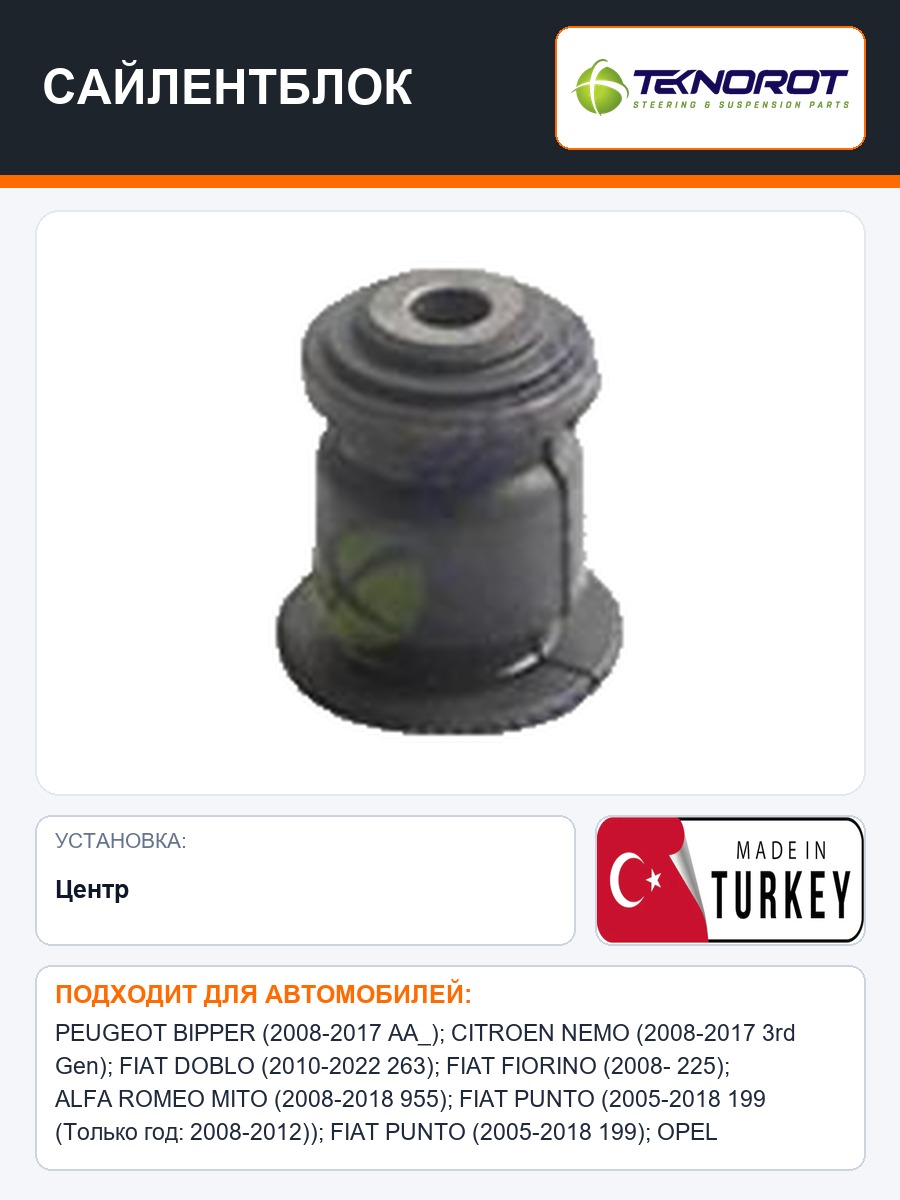 САЙЛЕНТБЛОК
TEKNOROT
STEERING & SUSPENSION PARTS
УСТАНОВКА:
Центр
MADE IN
TURKEY
ПОДХОДИТ ДЛЯ АВТОМОБИЛЕЙ:
PEUGEOT BIPPER (2008-2017 AA_); CITROEN NEMO (2008-2017 3rd
Gen); FIAT DOBLO (2010-2022 263); FIAT FIORINO (2008- 225);
ALFA ROMEO MITO (2008-2018 955); FIAT PUNTO (2005-2018 199
(Только год: 2008-2012)); FIAT PUNTO (2005-2018 199); OPEL